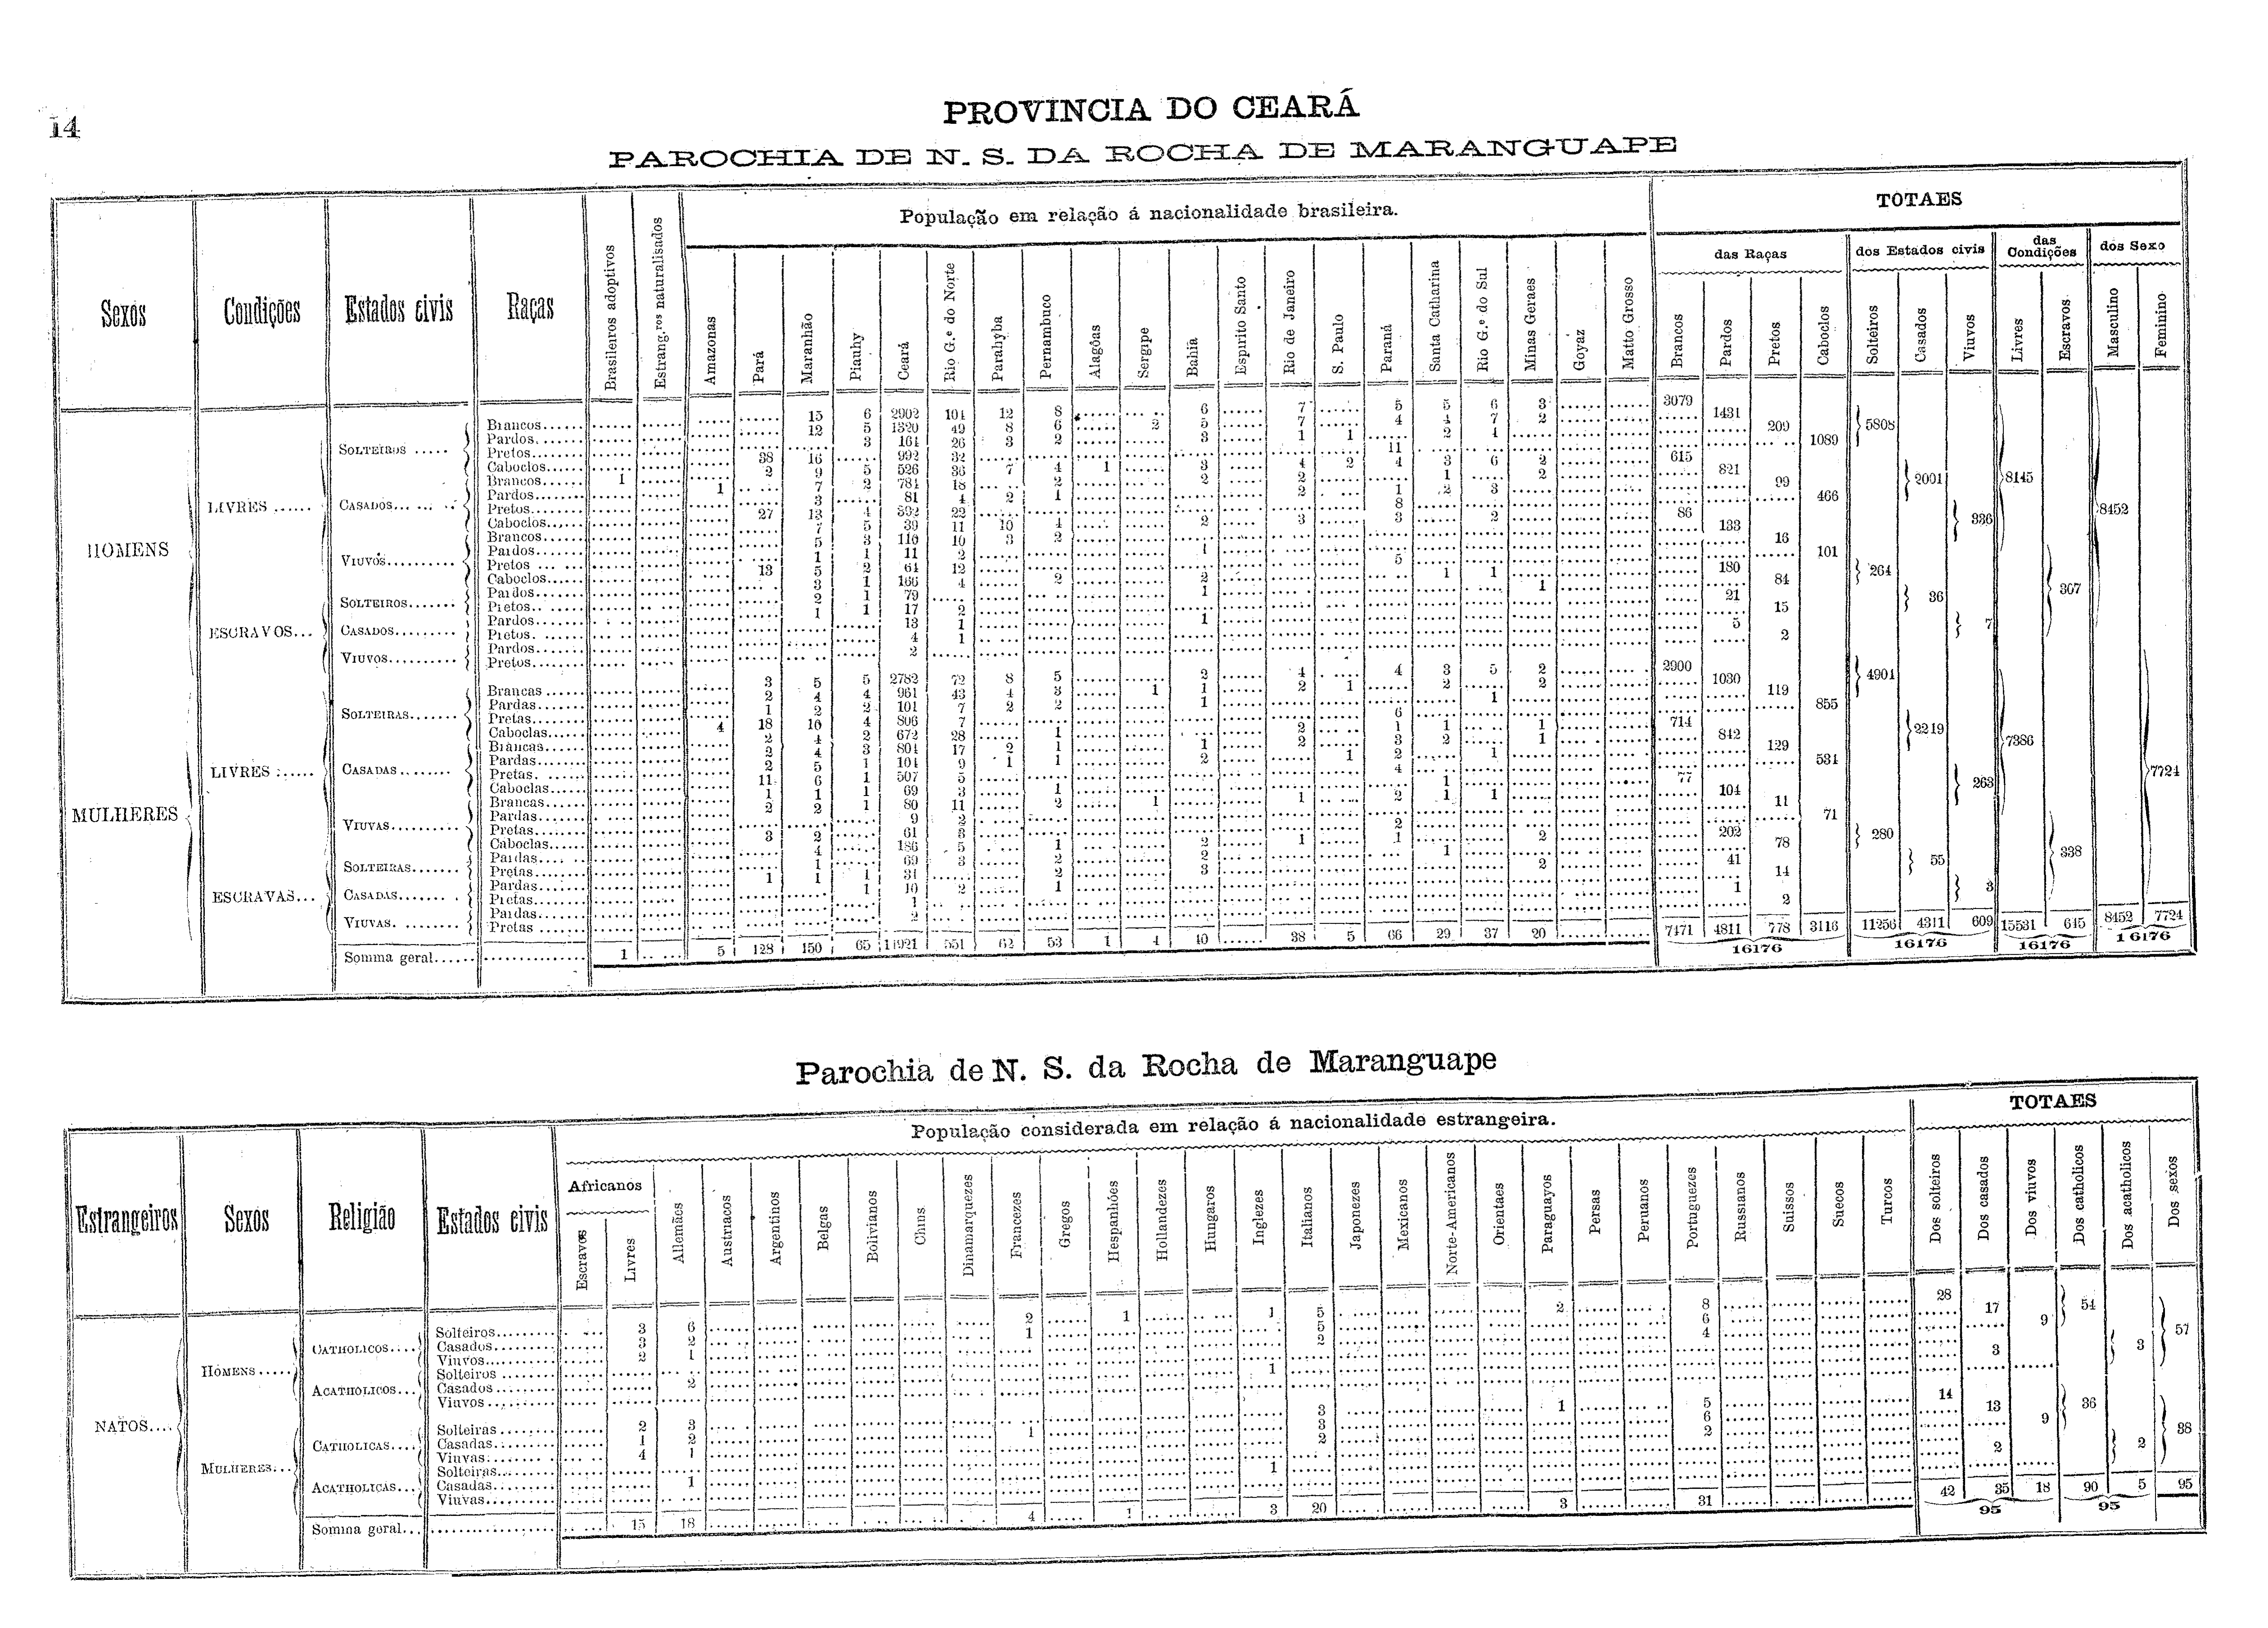 14
PROVINCIA DO CEARÁ
PAROCHIA DE N. S. DA ROCHA DE MARANGUAPE
População em relação á nacionalidade brasileira.
TOTAES
das Raças
dos Estados civis
das Condições
dos Sexo
Sexos
Condições
Estados civis
Raças
Brasileiros adoptivos
Estrang.ros naturalisados
Amazonas
Pará
Maranhão
Piauhy
Ceará
Rio G.e do Norte
Parahyba
Pernambuco
Alagôas
Sergipe
Bahia
Espirito Santo
Rio de Janeiro
S. Paulo
Paraná
Santa Catharina
Rio G.e do Sul
Minas Geraes
Goyaz
Matto Grosso
Brancos
Pardos
Pretos
Caboclos
Solteiros
Casados
Viuvos
Livres
Escravos
Masculino
Feminino
HOMENS
LIVRES
SOLTEIROS
Brancos 15 6 2902 104 12 8 6 7 5 5 6 3 3079
Pardos 12 5 1320 49 8 6 2 5 7 4 4 7 2 1431
Pretos 3 164 26 3 2 3 1 1 2 4 209
Caboclos 38 16 992 32 11 1089
5808
CASADOS
Brancos 1 2 9 5 526 36 7 4 1 3 4 2 4 3 6 2 615
Pardos 1 7 2 784 18 2 2 2 1 2 821
Pretos 3 81 4 2 1 2 1 2 3 99
Caboclos 27 13 4 392 22 8 466
2001
VIUVOS
Brancos 7 5 39 11 10 4 2 3 3 2 86
Pardos 5 3 110 10 3 2 133
Pretos 1 1 11 2 1 16
Caboclos 13 5 2 64 12 5 101
336
8145
ESCRAVOS
SOLTEIROS
Pardos 3 1 166 4 2 2 1 1 180
Pretos 2 1 79 1 1 84
264
CASADOS
Pardos 1 1 17 2 21
Pretos 13 1 1 15
36
VIUVOS
Pardos 4 1 5
Pretos 2 2
7
307
8452
MULHERES
LIVRES
SOLTEIRAS
Brancas 3 5 5 2782 72 8 5 2 4 4 3 5 2 2900
Pardas 2 4 4 961 43 4 3 1 1 2 1 2 2 1030
Pretas 1 2 2 101 7 2 2 1 1 119
Caboclas 4 18 10 4 806 7 6 855
4901
CASADAS
Brancas 2 4 2 672 28 1 2 1 1 1 714
Pardas 2 4 3 804 17 2 1 1 2 3 2 1 842
Pretas 2 5 1 104 9 1 1 2 1 2 1 129
Caboclas 11 6 1 507 5 4 534
2219
VIUVAS
Brancas 1 1 1 69 3 1 1 77
Pardas 2 2 1 80 11 2 1 1 2 1 1 104
Pretas 9 2 11
Caboclas 3 2 61 3 2 71
263
7386
ESCRAVAS
SOLTEIRAS
Pardas 4 186 5 1 2 1 1 2 202
Pretas 1 69 3 2 2 1 78
280
CASADAS
Pardas 1 1 1 31 2 3 2 41
Pretas 1 10 2 1 14
55
VIUVAS
Pardas 1 1
Pretas 2 2
3
338
7724
Somma geral 1 5 128 150 65 14921 551 62 53 1 4 40 38 5 66 29 37 20 7471 4811 778 3116 11256 4311 609 15531 645 8452 7724
16176 16176 16176 16176
Parochia de N. S. da Rocha de Maranguape
População considerada em relação á nacionalidade estrangeira.
TOTAES
Estrangeiros
Sexos
Religião
Estados civis
Africanos
Escravos
Livres
Allemães
Austriacos
Argentinos
Belgas
Bolivianos
Chins
Dinamarquezes
Francezes
Gregos
Hespanhóes
Hollandezes
Hungaros
Inglezes
Italianos
Japonezes
Mexicanos
Norte-Americanos
Orientaes
Paraguayos
Persas
Peruanos
Portuguezes
Russianos
Suissos
Suecos
Turcos
Dos solteiros
Dos casados
Dos viuvos
Dos catholicos
Dos acatholicos
Dos sexos
NATOS
HOMENS
CATHOLICOS
Solteiros 3 6 2 1 1 5 2 8 28
Casados 3 2 1 5 6 17
Viuvos 2 1 2 4 9
54
ACATHOLICOS
Solteiros
Casados 2 1 3
Viuvos
3
57
MULHERES
CATHOLICAS
Solteiras 2 3 3 1 5 14
Casadas 1 2 1 3 6 13
Viuvas 4 1 2 2 9
36
ACATHOLICAS
Solteiras
Casadas 1 1 2
Viuvas
2
38
Somma geral 15 18 4 1 3 20 3 31 42 35 18 90 5 95
95 95